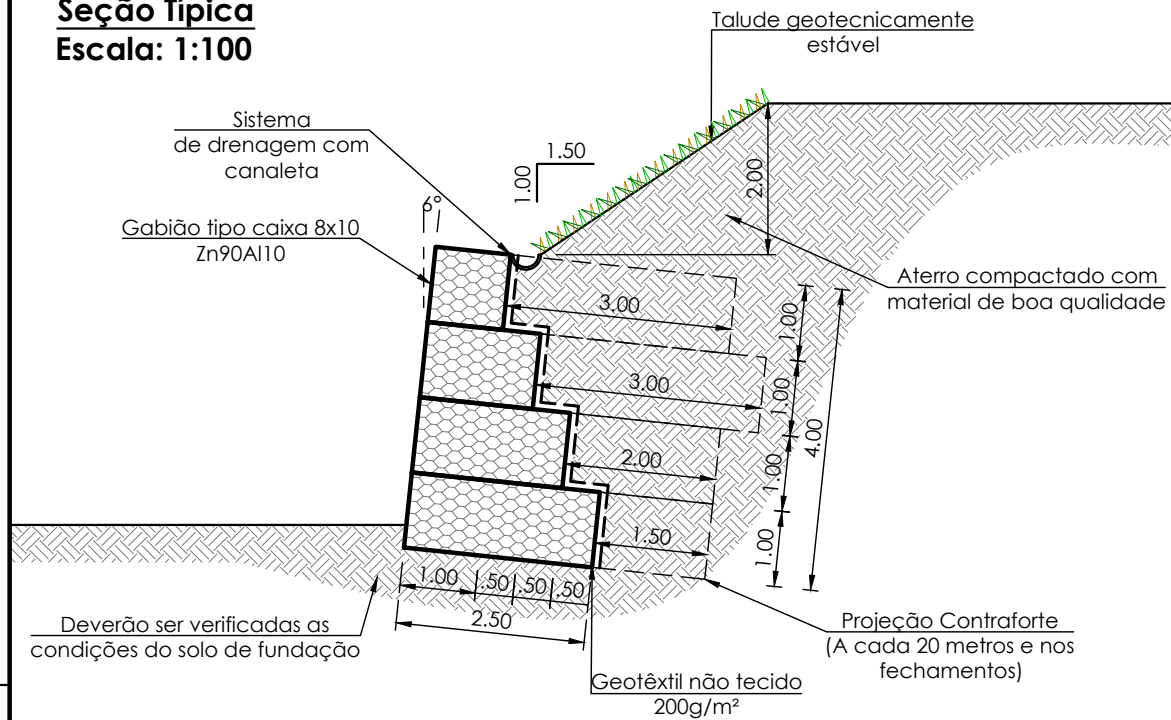 Seção Típica
Escala: 1:100
Talude geotecnicamente
estável
Sistema
de drenagem com
canaleta
1.50
1.00
2.00
6°
Gabião tipo caixa 8x10
Zn90Al10
Aterro compactado com
material de boa qualidade
3.00
1.00
3.00
1.00
4.00
2.00
1.00
1.50
1.00
1.00
.50
.50
.50
2.50
Deverão ser verificadas as
condições do solo de fundação
Projeção Contraforte
(A cada 20 metros e nos
fechamentos)
Geotêxtil não tecido
200g/m²